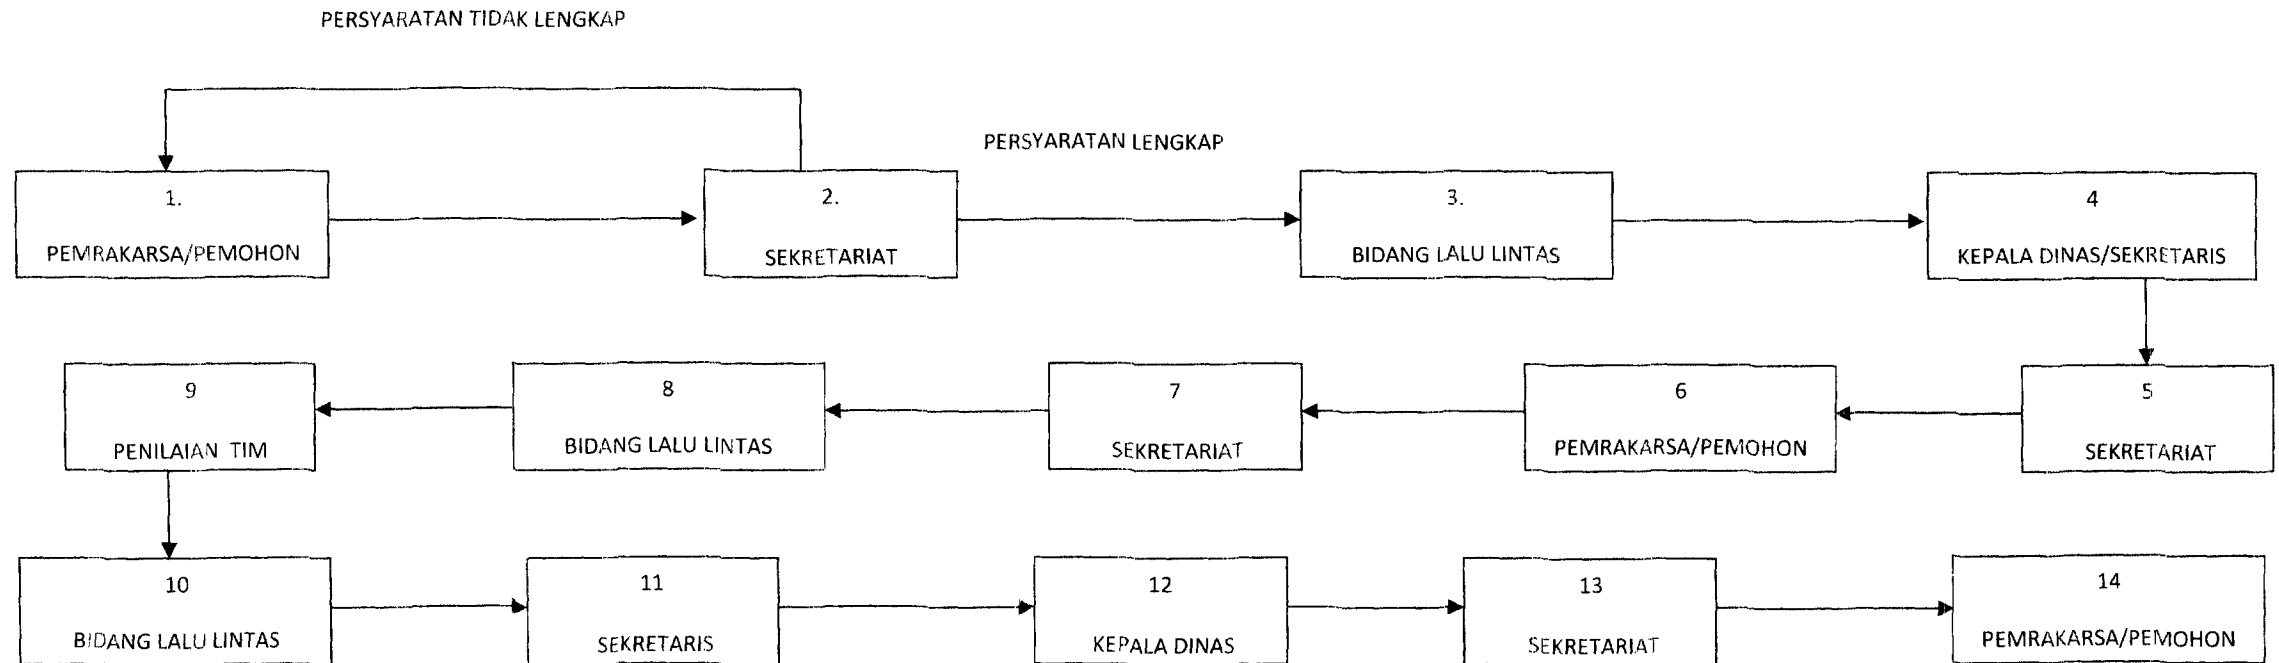 PERSYARATAN TIDAK LENGKAP
PERSYARATAN LENGKAP
1.
PEMRAKARSA/PEMOHON
2.
SEKRETARIAT
3.
BIDANG LALU LINTAS
4
KEPALA DINAS/SEKRETARIS
5
SEKRETARIAT
6
PEMRAKARSA/PEMOHON
7
SEKRETARIAT
8
BIDANG LALU LINTAS
9
PENILAIAN TIM
10
BIDANG LALU LINTAS
11
SEKRETARIS
12
KEPALA DINAS
13
SEKRETARIAT
14
PEMRAKARSA/PEMOHON